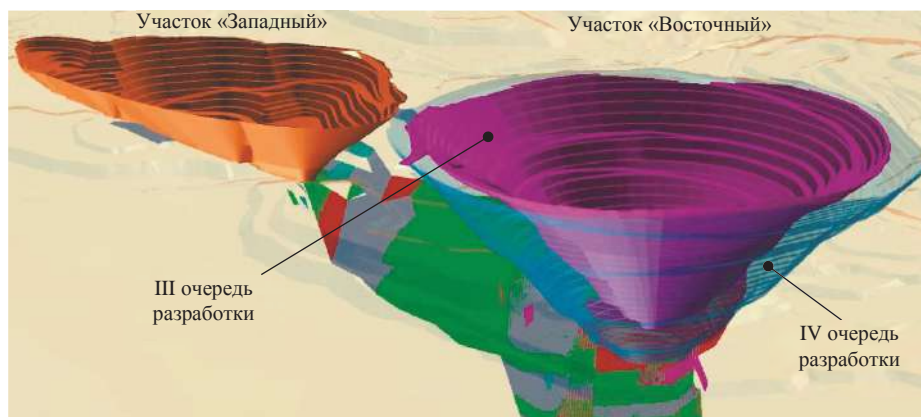 Участок «Западный»
Участок «Восточный»
III очередь
разработки
IV очередь
разработки